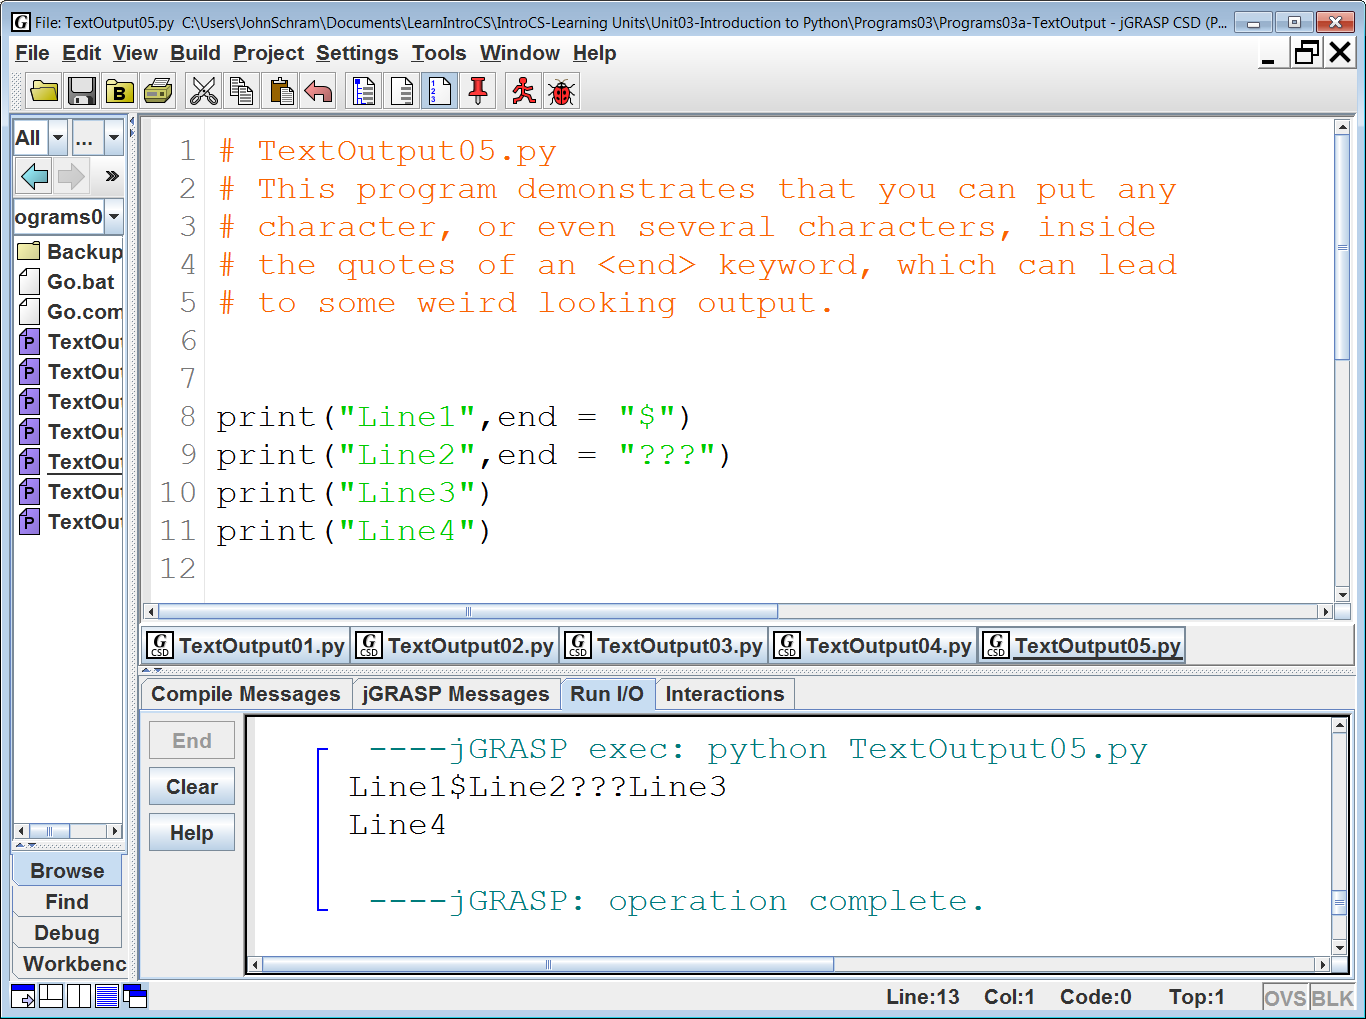 File: TextOutput05.py  C:\Users\JohnSchram\Documents\LearnIntroCS\IntroCS-Learning Units\Unit03-Introduction to Python\Programs03\Programs03a-TextOutput - jGRASP CSD (P...
File Edit View Build Project Settings Tools Window Help
All ...
ograms0
Backup
Go.bat
Go.com
TextOu
TextOu
TextOu
TextOu
TextOu
TextOu
TextOu
Browse
Find
Debug
Workbenc
1 # TextOutput05.py
2 # This program demonstrates that you can put any
3 # character, or even several characters, inside
4 # the quotes of an <end> keyword, which can lead
5 # to some weird looking output.
6
7
8 print("Line1",end = "$")
9 print("Line2",end = "???")
10 print("Line3")
11 print("Line4")
12
TextOutput01.py TextOutput02.py TextOutput03.py TextOutput04.py TextOutput05.py
Compile Messages jGRASP Messages Run I/O Interactions
End
Clear
Help
----jGRASP exec: python TextOutput05.py
Line1$Line2???Line3
Line4
----jGRASP: operation complete.
Line:13 Col:1 Code:0 Top:1 OVS BLK